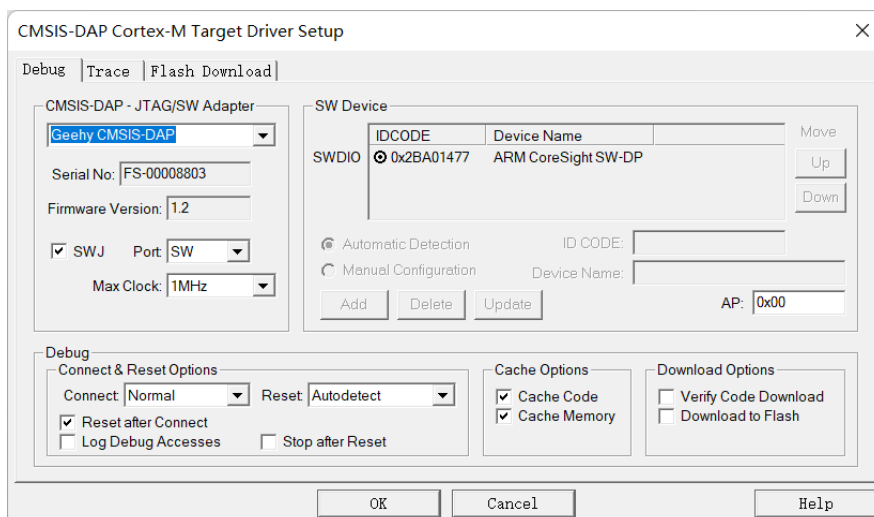 CMSIS-DAP Cortex-M Target Driver Setup
Debug Trace Flash Download
CMSIS-DAP - JTAG/SW Adapter
Geehy CMSIS-DAP
Serial No: FS-00008803
Firmware Version: 1.2
SWJ Port: SW
Max Clock: 1MHz
SW Device
IDCODE Device Name
SWDIO 0x2BA01477 ARM CoreSight SW-DP
Move
Up
Down
Automatic Detection ID CODE:
Manual Configuration Device Name:
Add Delete Update AP: 0x00
Debug
Connect & Reset Options
Connect: Normal Reset: Autodetect
Reset after Connect
Log Debug Accesses Stop after Reset
Cache Options
Cache Code
Cache Memory
Download Options
Verify Code Download
Download to Flash
OK Cancel Help